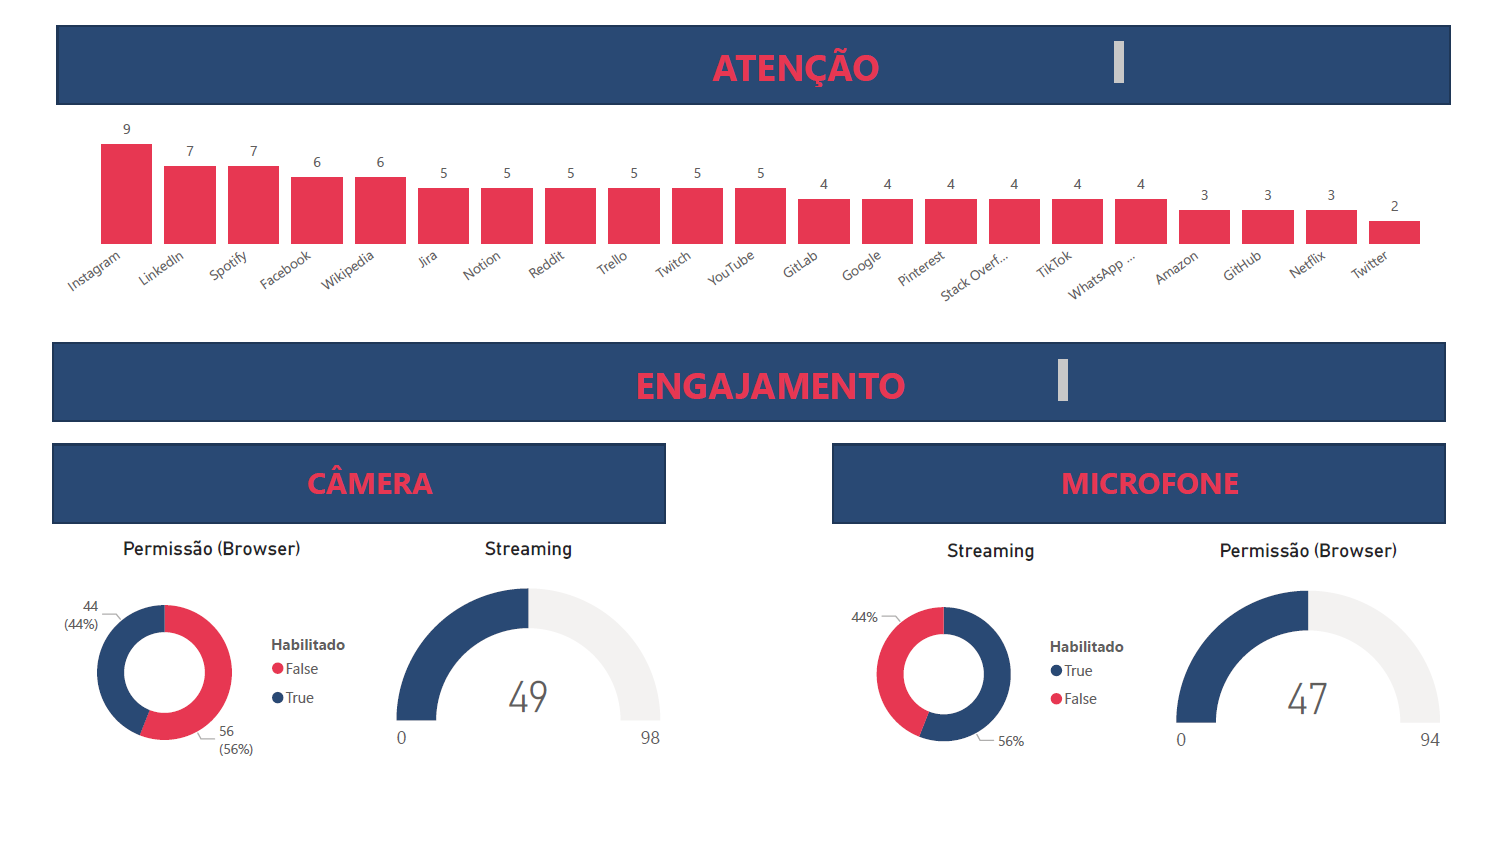 ATENÇÃO
9
7
7
6
6
5
5
5
5
5
5
4
4
4
4
4
4
3
3
3
2
Instagram
LinkedIn
Spotify
Facebook
Wikipedia
Jira
Notion
Reddit
Trello
Twitch
YouTube
GitLab
Google
Pinterest
Stack Overf...
TikTok
WhatsApp ...
Amazon
GitHub
Netflix
Twitter
ENGAJAMENTO
CÂMERA
Permissão (Browser)
44
(44%)
56
(56%)
Habilitado
False
True
Streaming
49
0
98
MICROFONE
Streaming
44%
56%
Habilitado
True
False
Permissão (Browser)
47
0
94